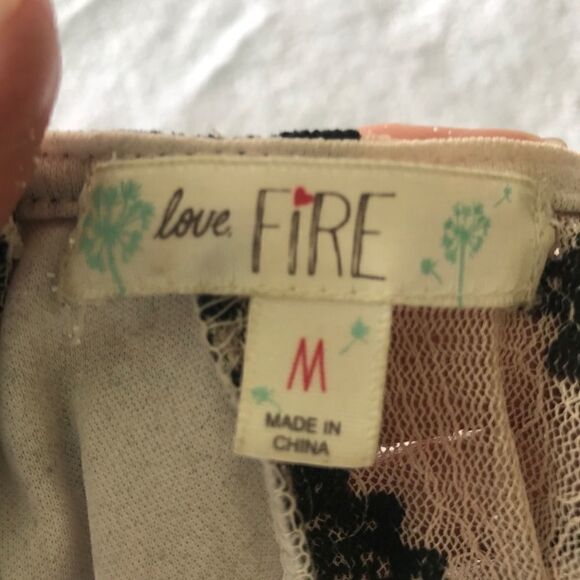 love, FiRE
M
MADE IN
CHINA